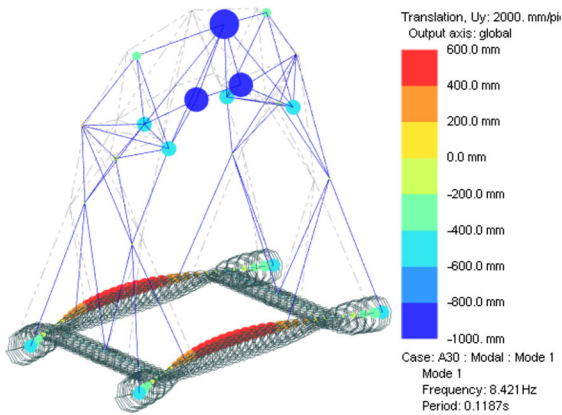 Translation, Uy: 2000. mm/pi
Output axis: global
600.0 mm
400.0 mm
200.0 mm
0.0 mm
-200.0 mm
-400.0 mm
-600.0 mm
-800.0 mm
-1000. mm
Case: A30 : Modal : Mode 1
Mode 1
Frequency: 8.421Hz
Period: 0.1187s